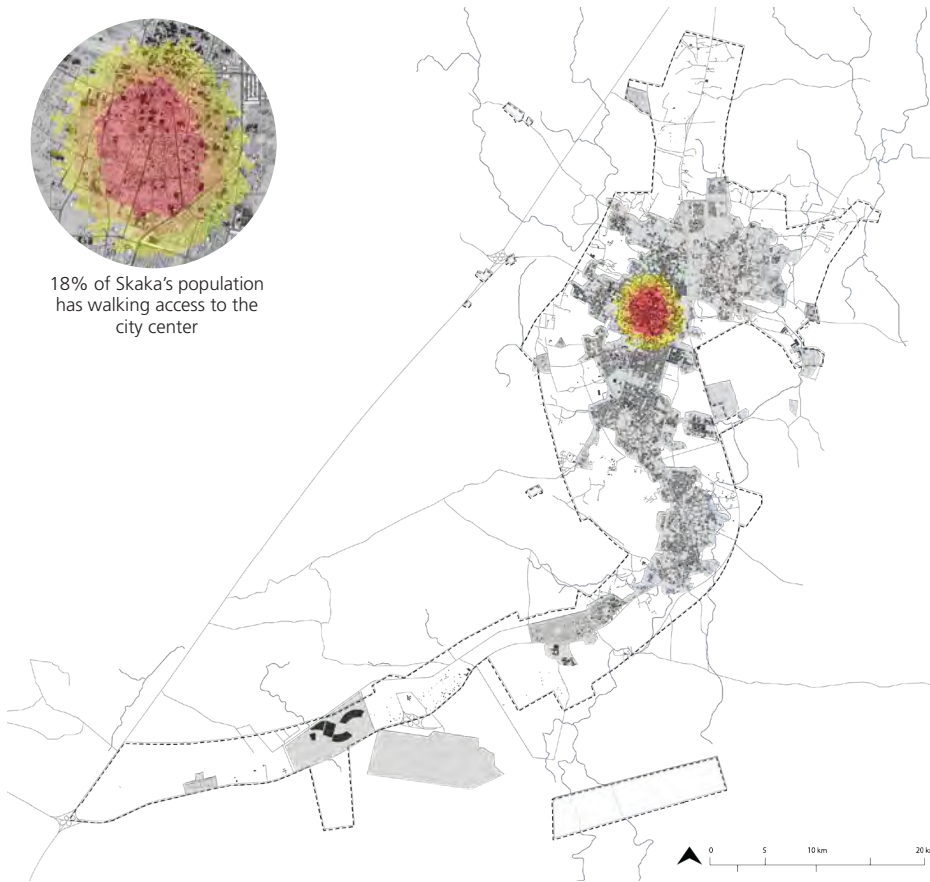 18% of Skaka's population
has walking access to the
city center
0 5 10 km 20 k